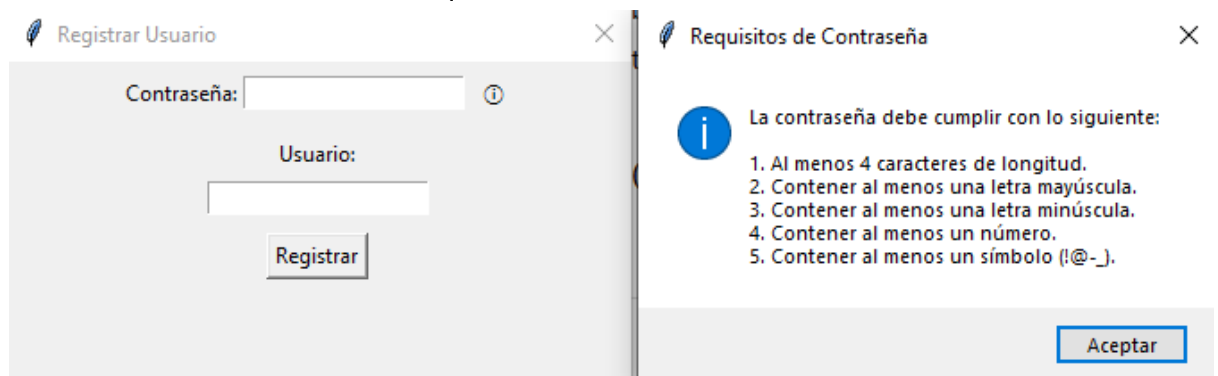 Registrar Usuario
Contraseña:
Usuario:
Registrar
Requisitos de Contraseña
La contraseña debe cumplir con lo siguiente:
1. Al menos 4 caracteres de longitud.
2. Contener al menos una letra mayúscula.
3. Contener al menos una letra minúscula.
4. Contener al menos un número.
5. Contener al menos un símbolo (!@-_).
Aceptar